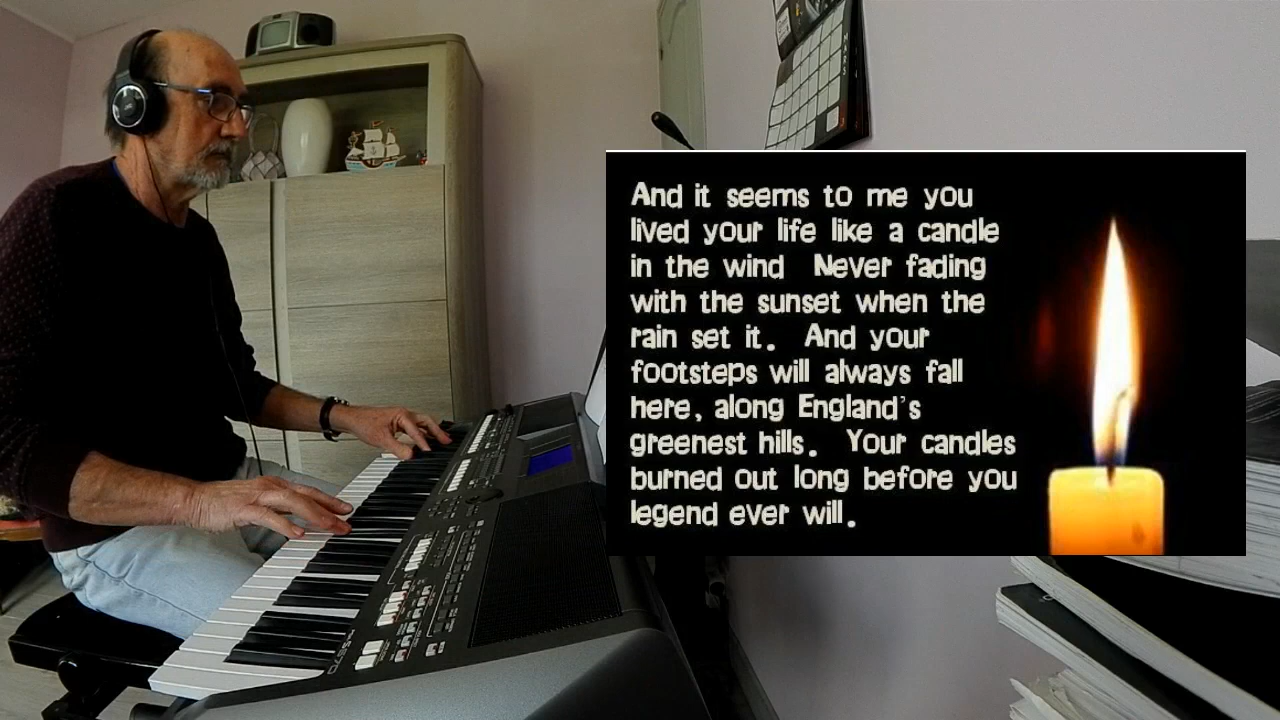 And it seems to me you
lived your life like a candle
in the wind  Never fading
with the sunset when the
rain set it.  And your
footsteps will always fall
here, along England's
greenest hills.  Your candles
burned out long before you
legend ever will.